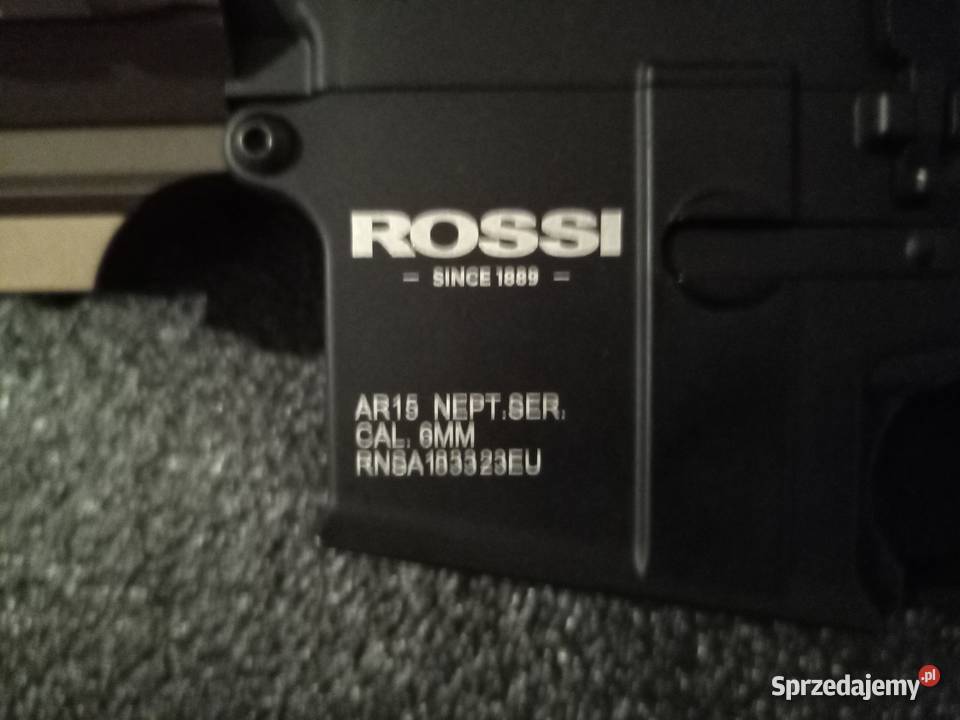 ROSSI
= SINCE 1889 =
AR15 NEPT.SER.
CAL. 6MM
RNSA183323EU
Sprzedajemy.pl